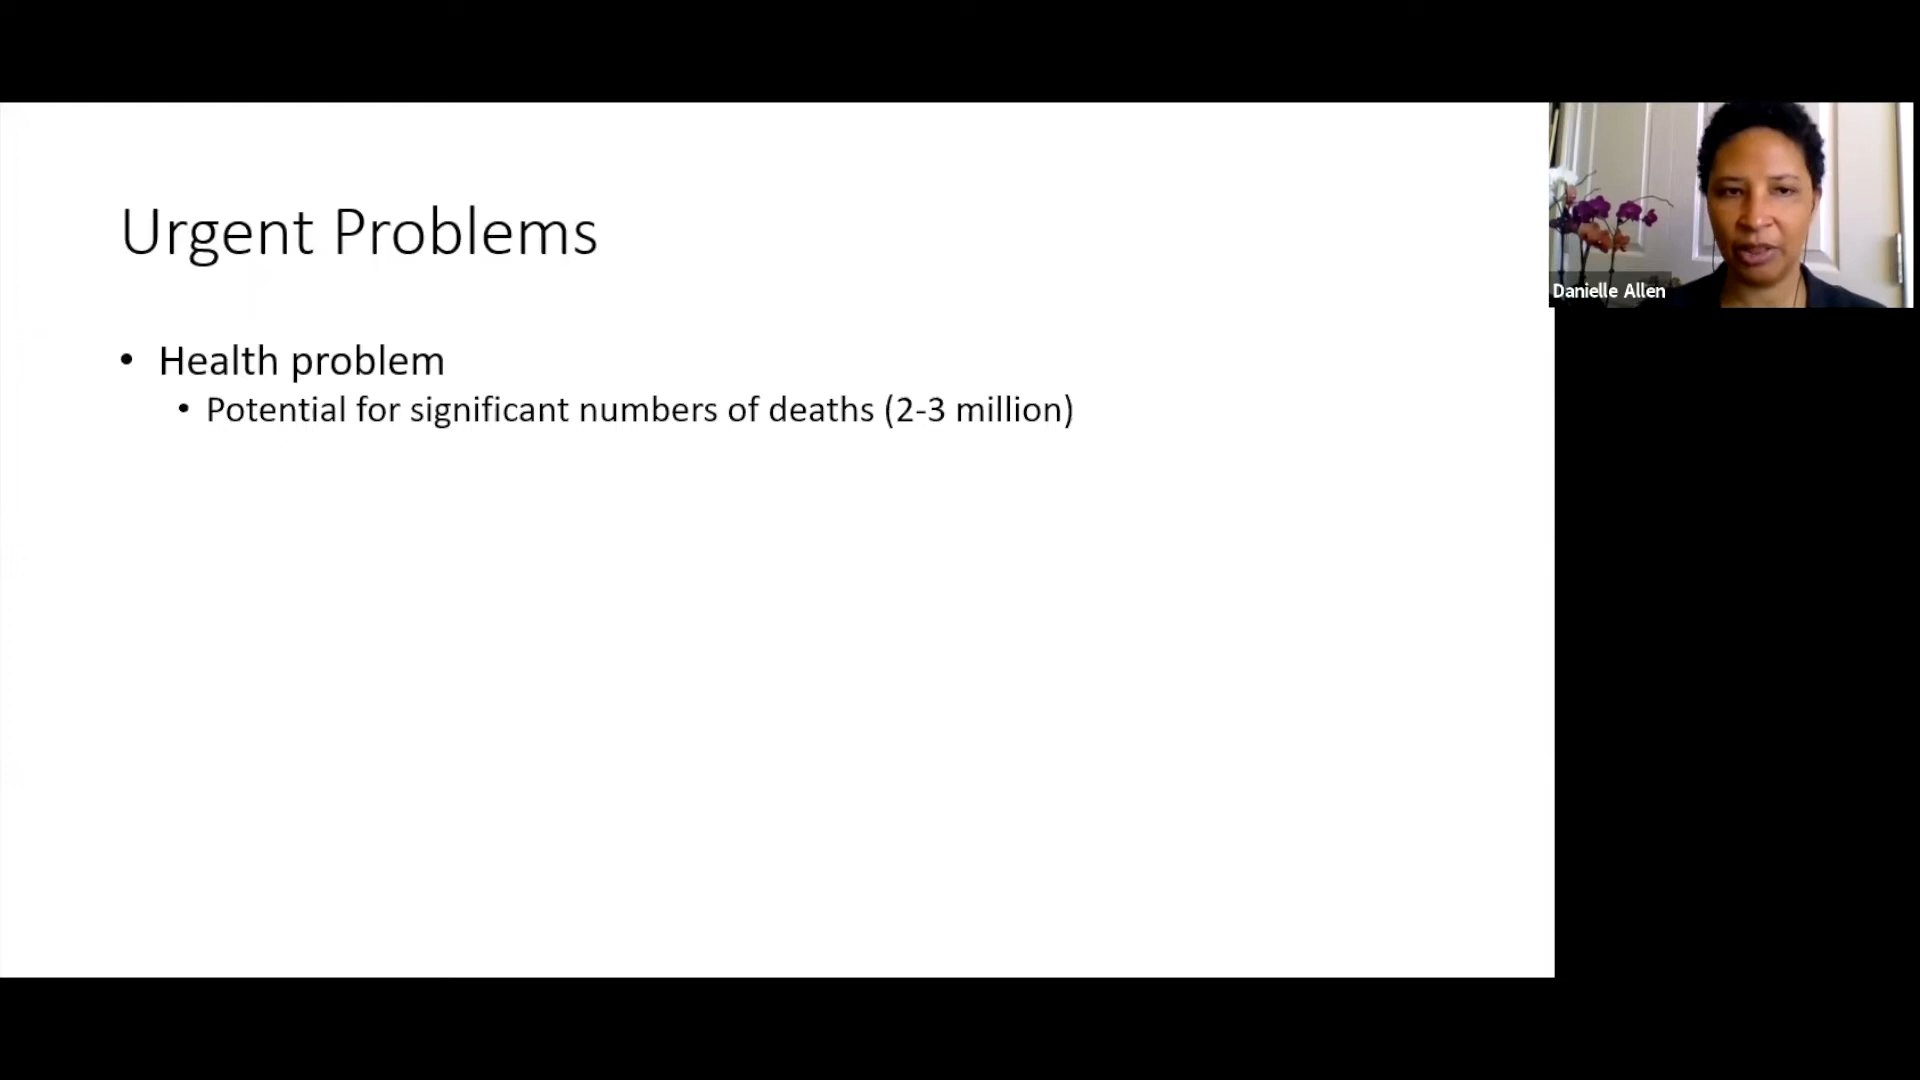 Urgent Problems
• Health problem
• Potential for significant numbers of deaths (2-3 million)
Danielle Allen